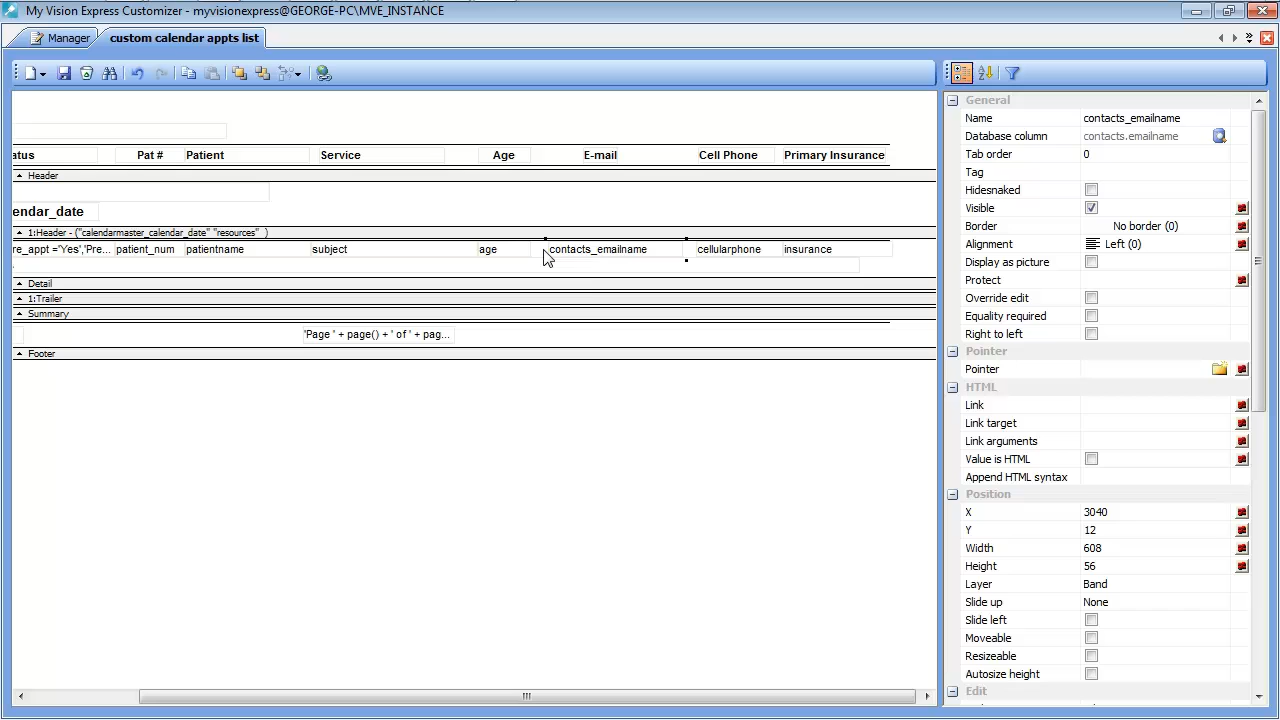 My Vision Express Customizer - myvisionexpress@GEORGE-PC\MVE_INSTANCE
Manager
custom calendar appts list
atus
Pat #
Patient
Service
Age
E-mail
Cell Phone
Primary Insurance
Header
endar_date
1:Header - ("calendarmaster_calendar_date" "resources" )
re_appt ='Yes','Pre...
patient_num
patientname
subject
age
contacts_emailname
cellularphone
insurance
Detail
1:Trailer
Summary
'Page ' + page() + ' of ' + pag...
Footer
General
Name contacts_emailname
Database column contacts.emailname
Tab order 0
Tag
Hidesnaked
Visible
Border No border (0)
Alignment Left (0)
Display as picture
Protect
Override edit
Equality required
Right to left
Pointer
Pointer
HTML
Link
Link target
Link arguments
Value is HTML
Append HTML syntax
Position
X 3040
Y 12
Width 608
Height 56
Layer Band
Slide up None
Slide left
Moveable
Resizeable
Autosize height
Edit